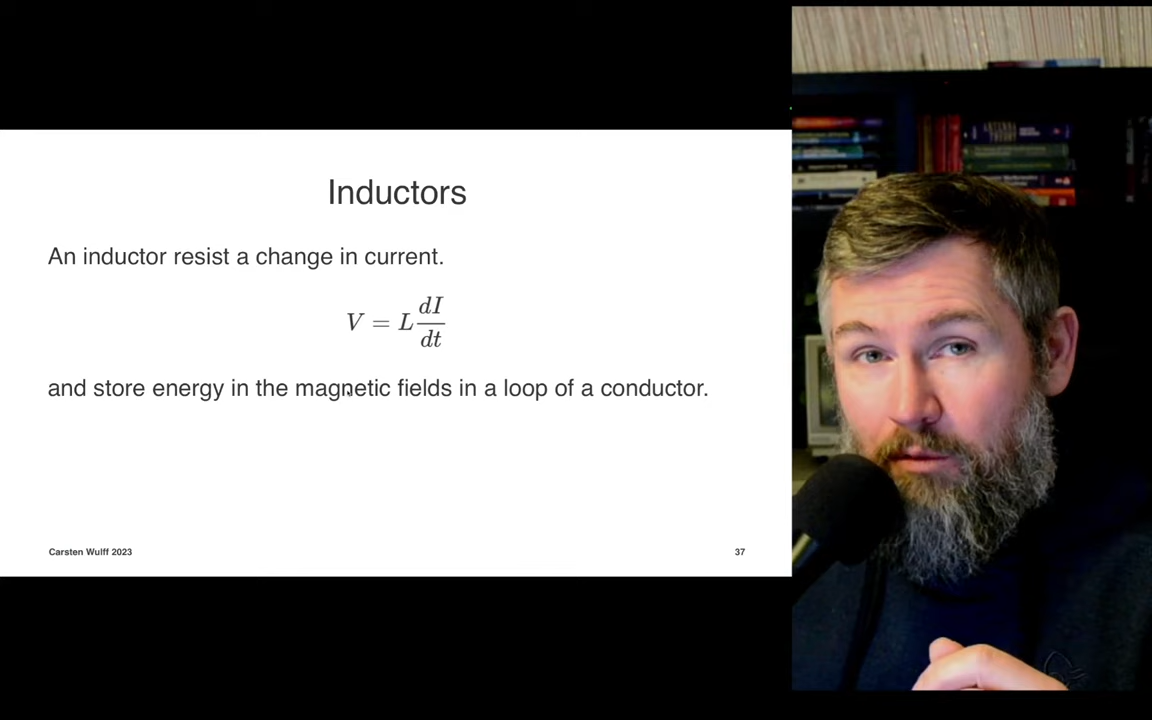 Inductors
An inductor resist a change in current.
V = L dI/dt
and store energy in the magnetic fields in a loop of a conductor.
Carsten Wulff 2023
37